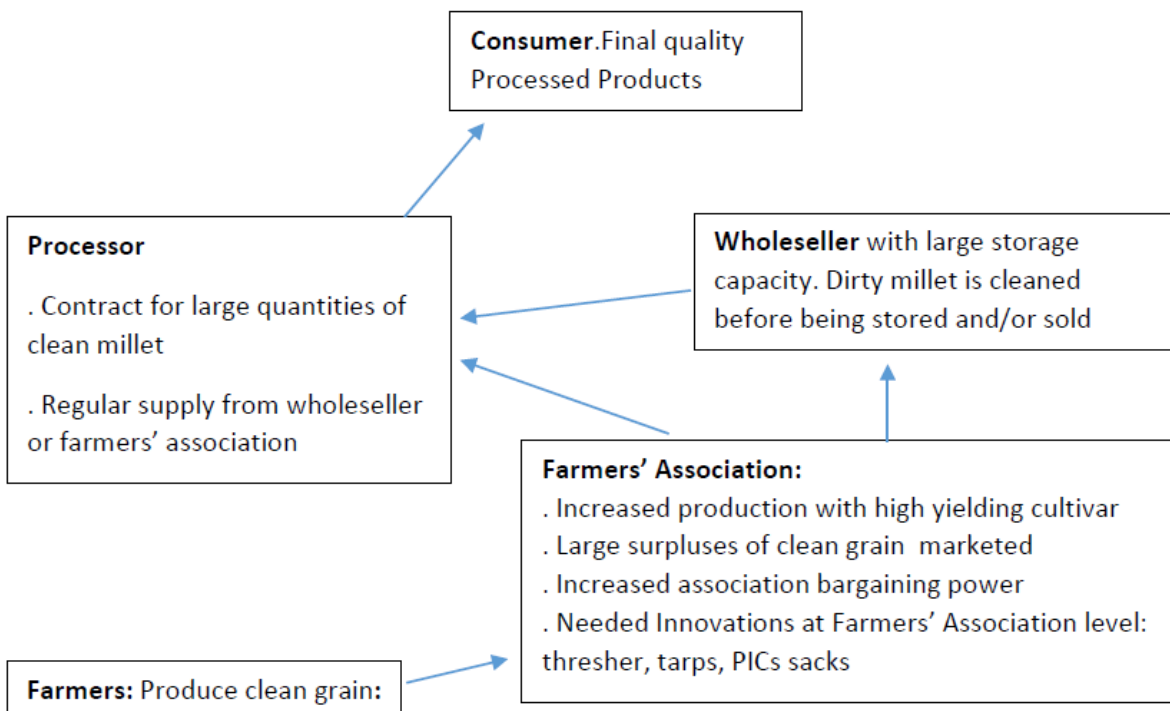 Consumer.Final quality
Processed Products
Processor
. Contract for large quantities of
clean millet
. Regular supply from wholeseller
or farmers’ association
Wholeseller with large storage
capacity. Dirty millet is cleaned
before being stored and/or sold
Farmers’ Association:
. Increased production with high yielding cultivar
. Large surpluses of clean grain  marketed
. Increased association bargaining power
. Needed Innovations at Farmers’ Association level:
thresher, tarps, PICs sacks
Farmers: Produce clean grain: